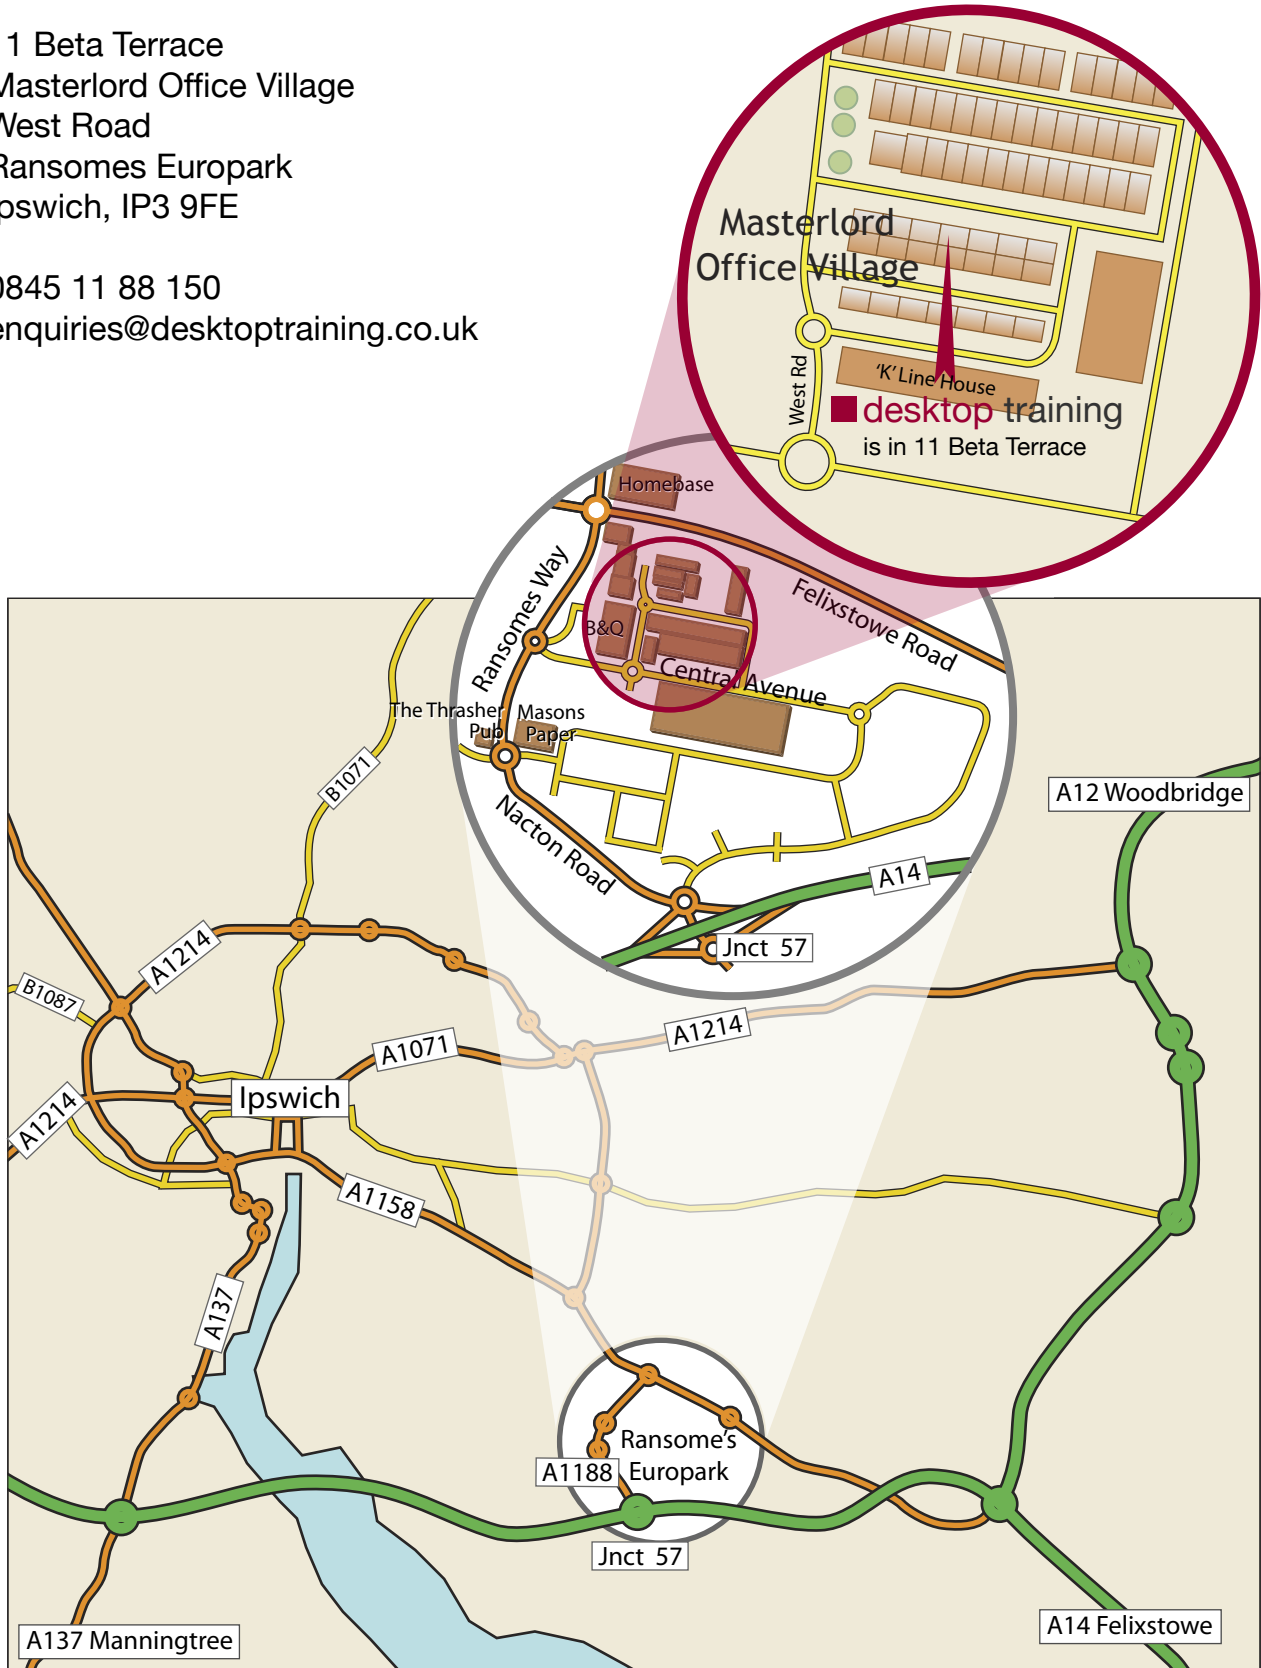 11 Beta Terrace
Masterlord Office Village
West Road
Ransomes Europark
Ipswich, IP3 9FE
0845 11 88 150
enquiries@desktoptraining.co.uk
Masterlord
Office Village
West Rd
'K' Line House
desktop training
is in 11 Beta Terrace
Homebase
Ransomes Way
B&Q
Felixstowe Road
Central Avenue
The Thrasher
Pub
Masons
Paper
Nacton Road
A14
Jnct 57
B1071
A12 Woodbridge
A1214
B1087
A1071
A1214
Ipswich
A1214
A1158
A137
Ransome's
Europark
A1188
Jnct 57
A137 Manningtree
A14 Felixstowe